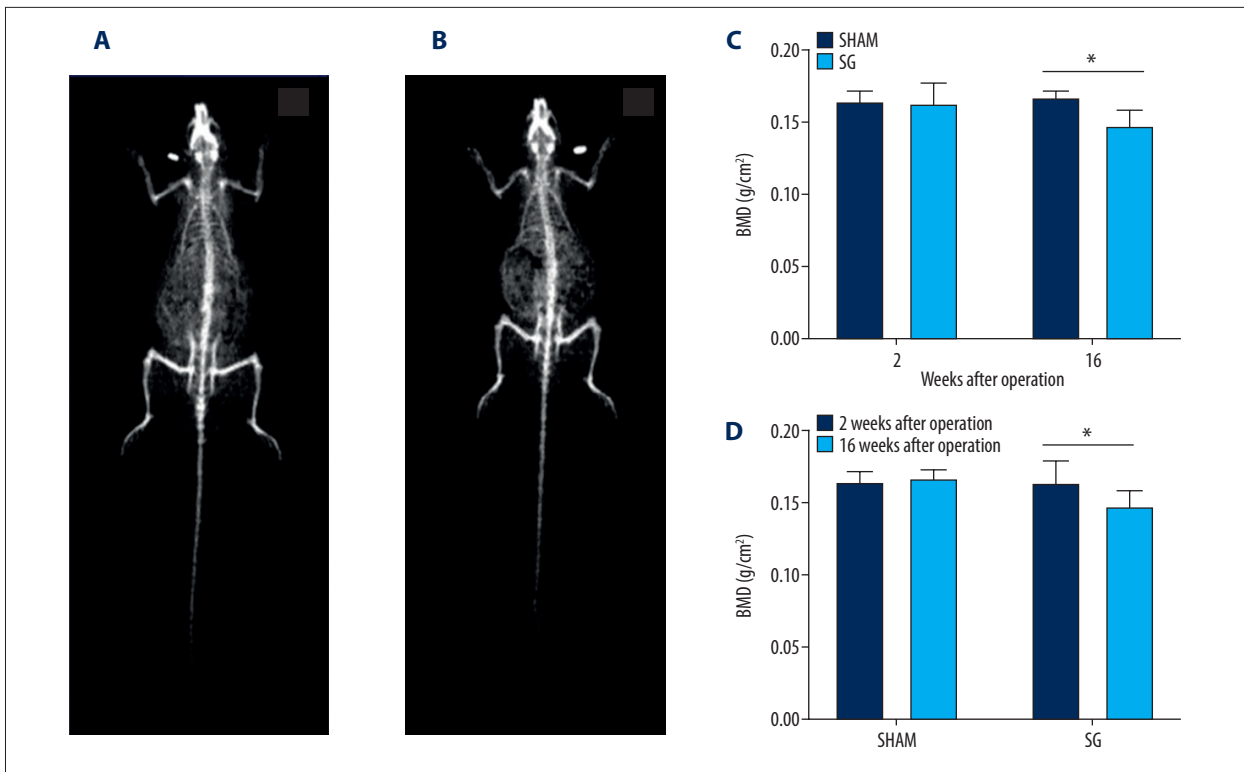 A
B
C
SHAM
SG
*
0.20
0.15
0.10
0.05
0.00
BMD (g/cm²)
2
16
Weeks after operation
D
2 weeks after operation
16 weeks after operation
*
0.20
0.15
0.10
0.05
0.00
BMD (g/cm²)
SHAM
SG